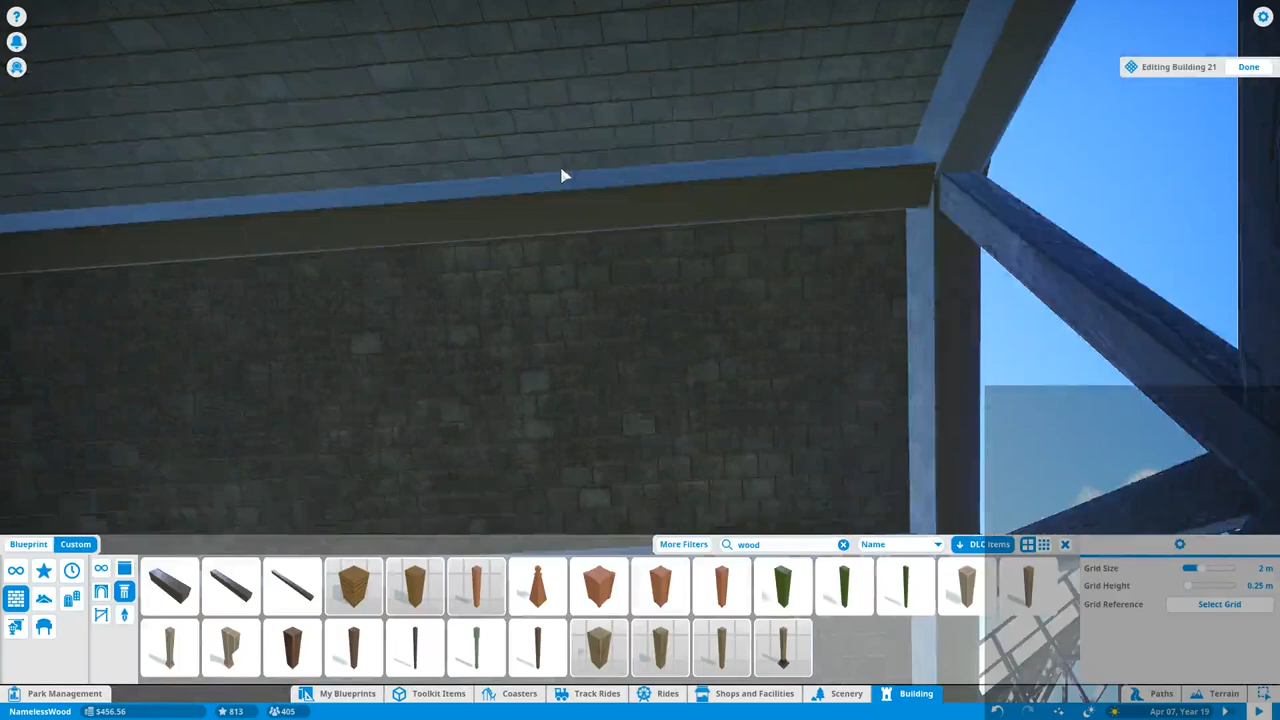 Editing Building 21 Done
Blueprint Custom More Filters wood Name DLC Items
Grid Size 2 m
Grid Height 0.25 m
Grid Reference Select Grid
Park Management My Blueprints Toolkit Items Coasters Track Rides Rides Shops and Facilities Scenery Building Paths Terrain
NamelessWood $456.56 813 405 Apr 07, Year 19